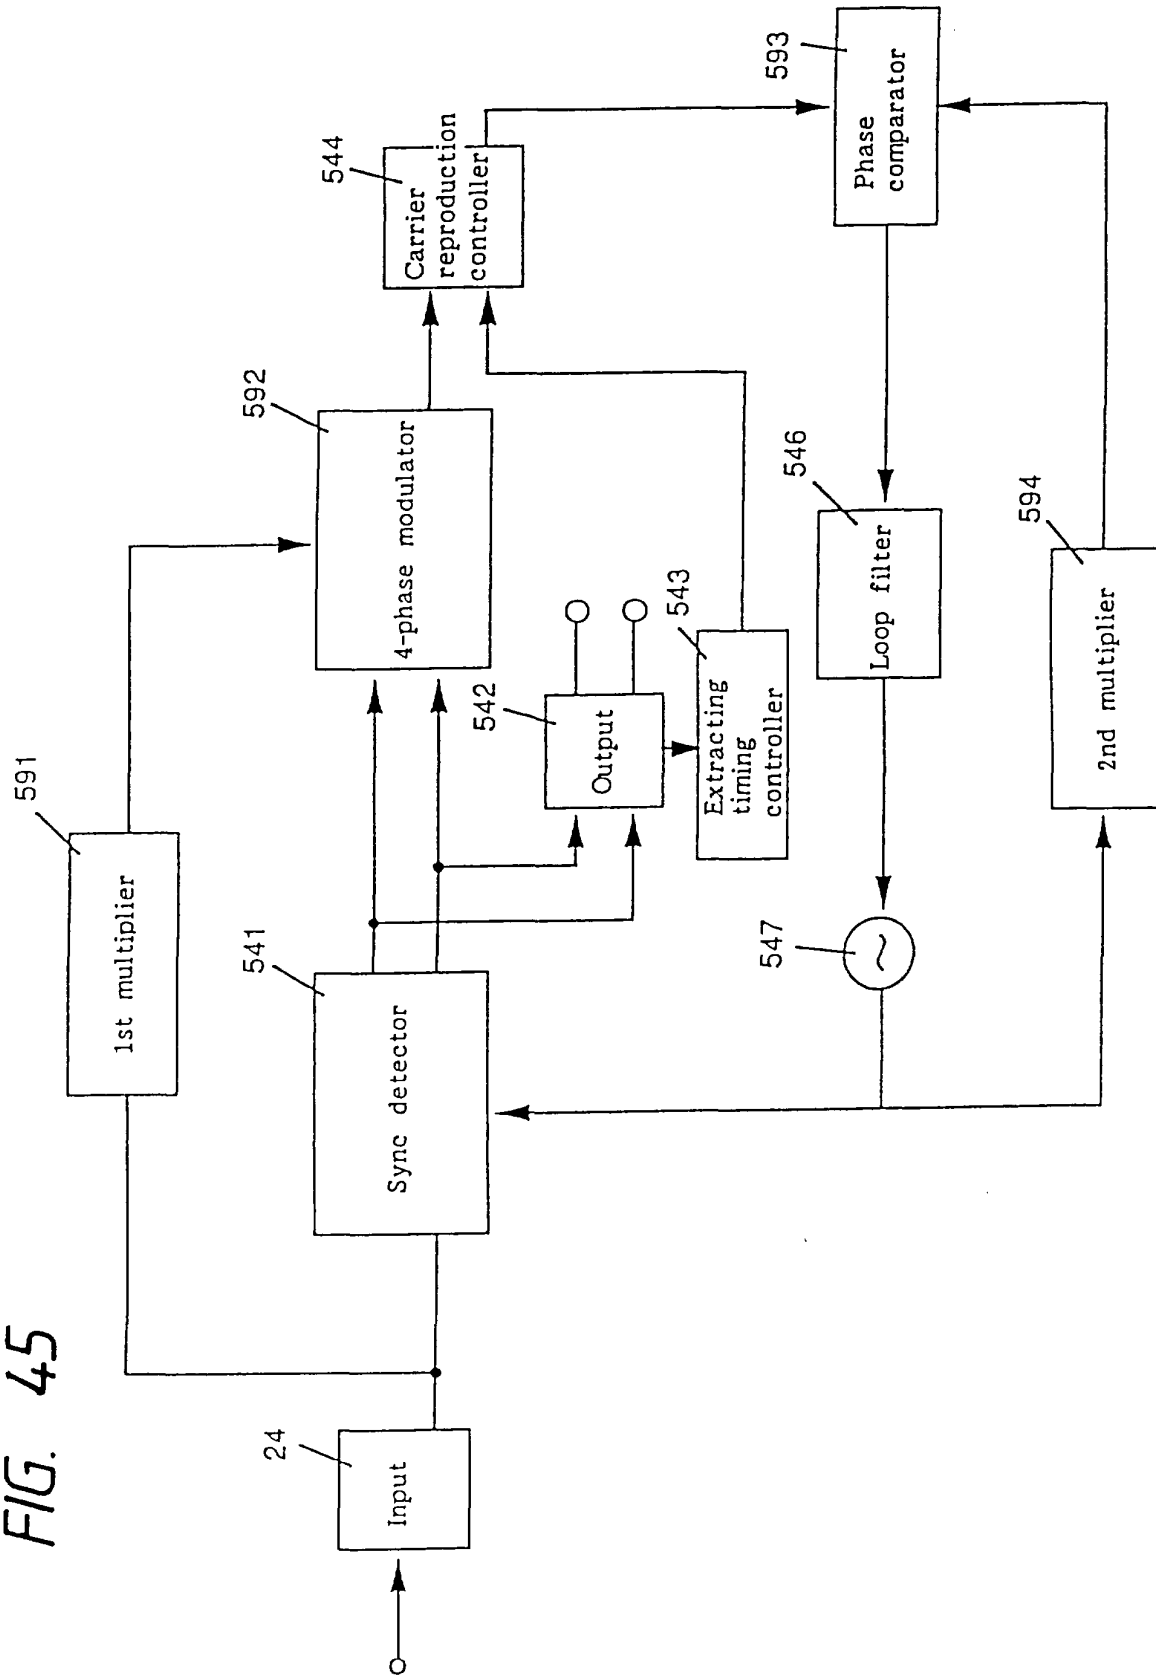 FIG. 45
591
1st multiplier
592
4-phase modulator
544
Carrier
reproduction
controller
24
Input
541
Sync detector
542
Output
543
Extracting
timing
controller
593
Phase
comparator
546
Loop filter
547
~
594
2nd multiplier